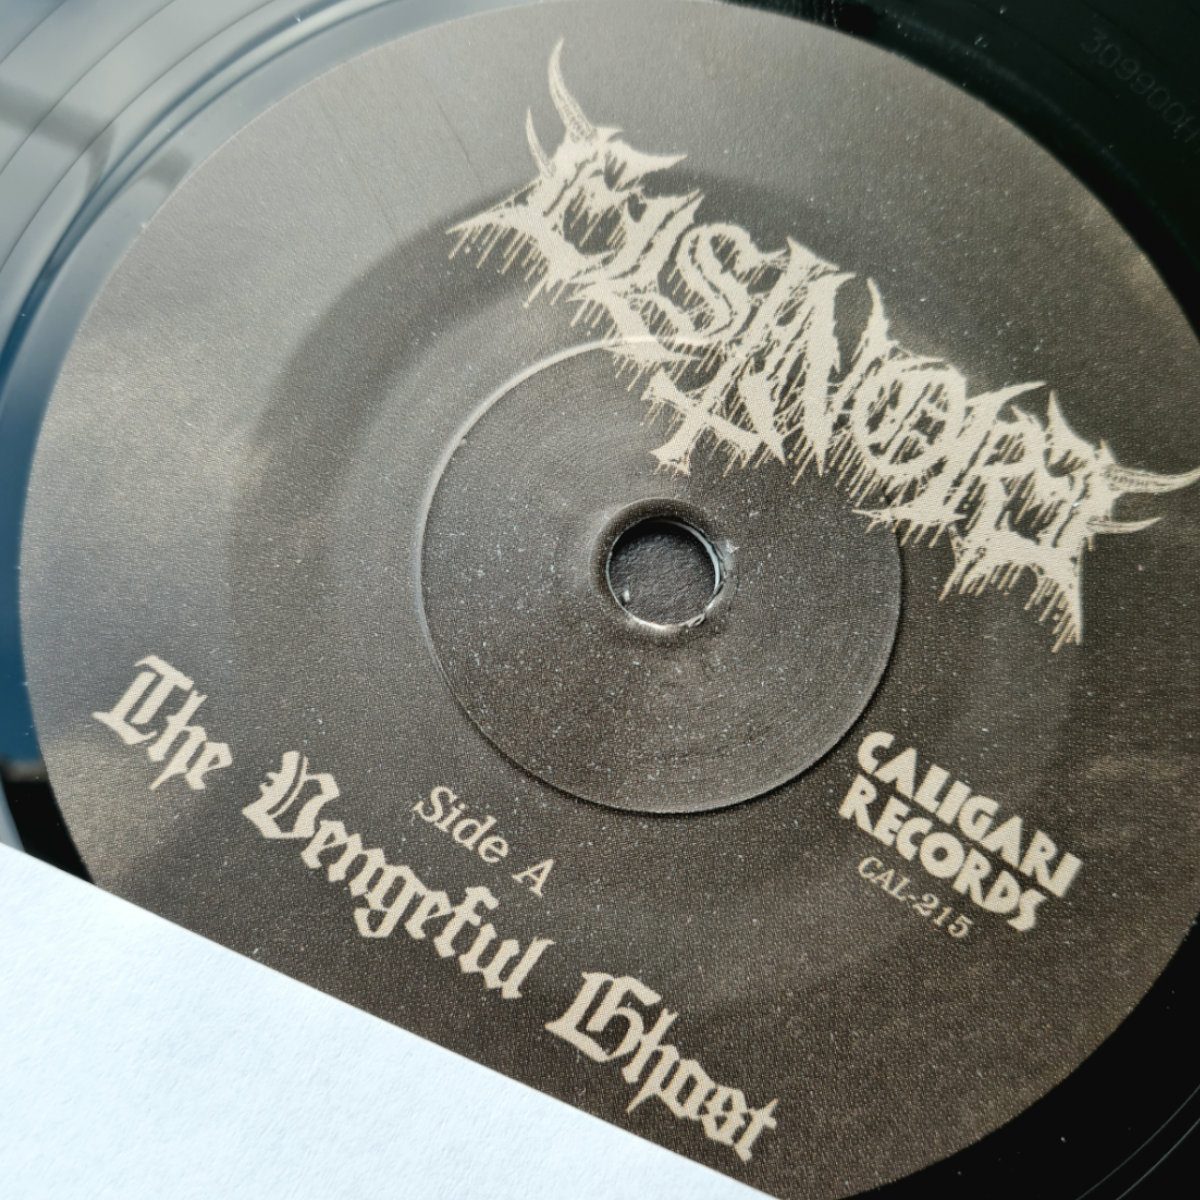 ELSINORE
Side A
The Vengeful Ghost
CALIGARI
RECORDS
CAL-215